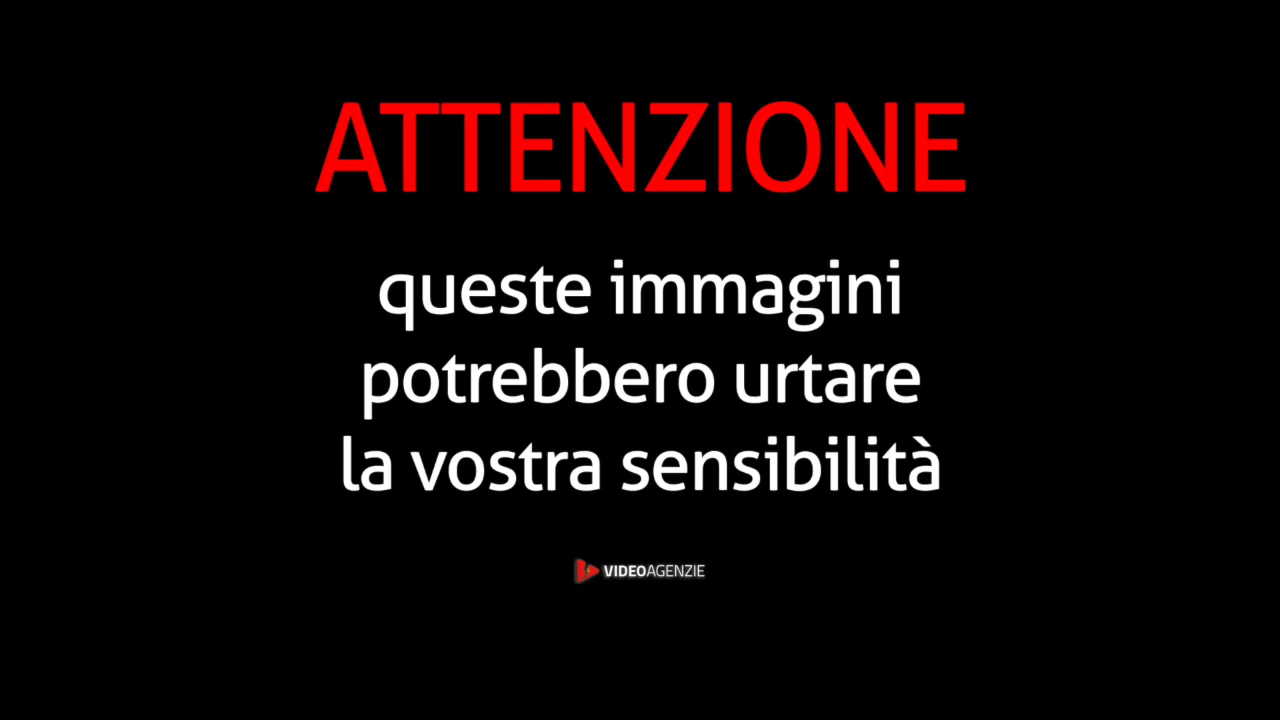 ATTENZIONE
queste immagini
potrebbero urtare
la vostra sensibilità
VIDEOAGENZIE